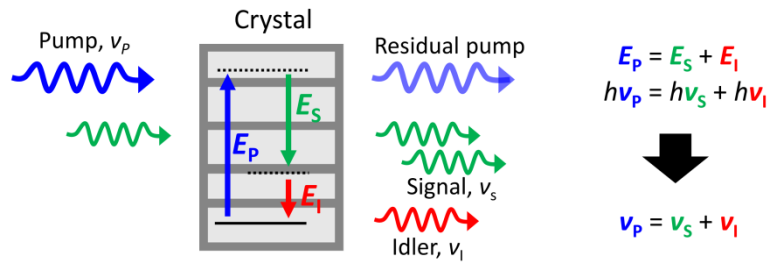 Crystal
Pump, νP
Residual pump
EP = ES + EI
hνP = hνS + hνI
ES
EP
EI
Signal, νs
Idler, νI
νP = νS + νI